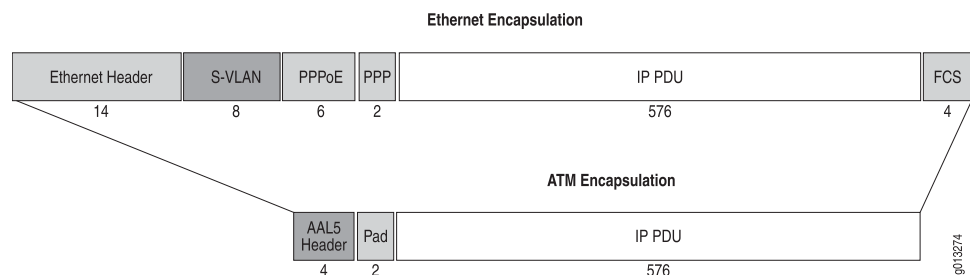 Ethernet Encapsulation
Ethernet Header S-VLAN PPPoE PPP IP PDU FCS
14 8 6 2 576 4
ATM Encapsulation
AAL5
Header Pad IP PDU
4 2 576
g013274